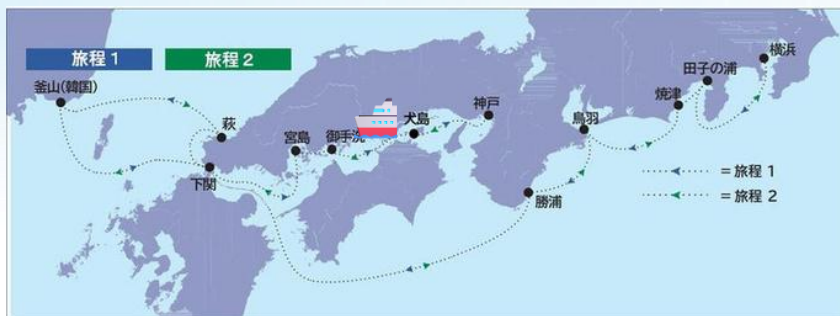 旅程1
旅程2
釜山(韓国)
萩
下関
宮島
御手洗
犬島
神戸
勝浦
鳥羽
焼津
田子の浦
横浜
=旅程1
=旅程2